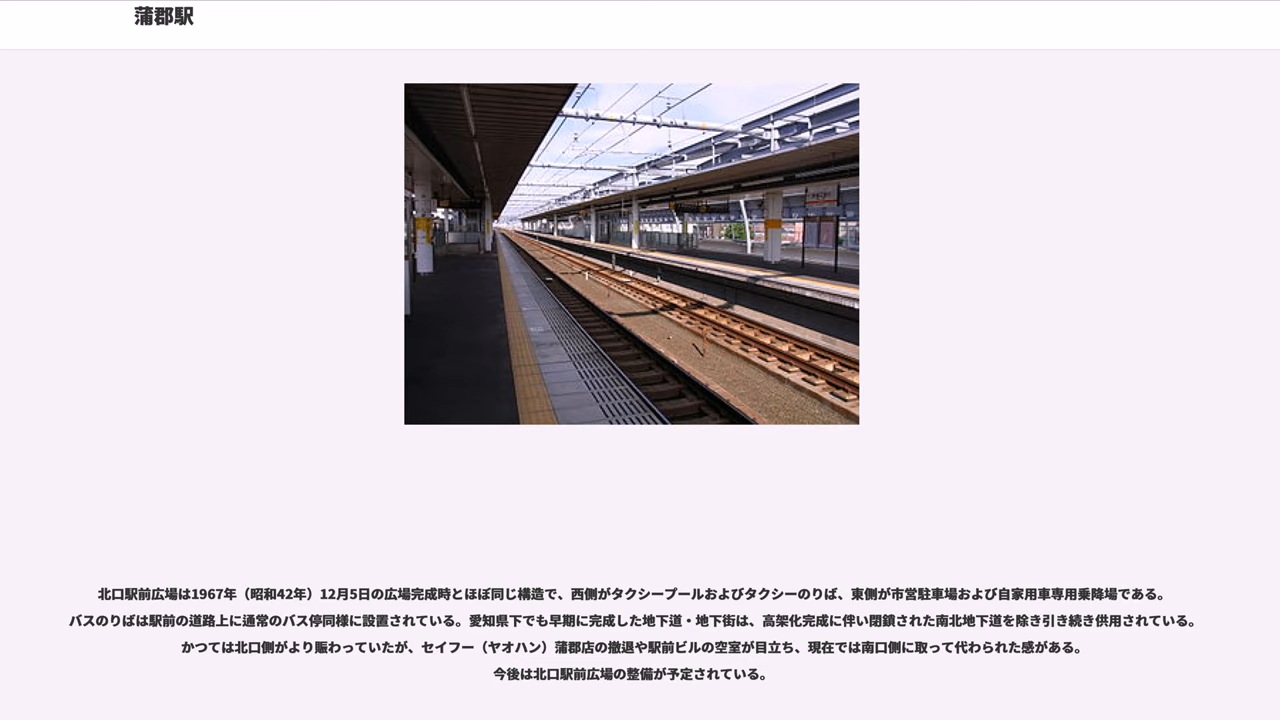 蒲郡駅
北口駅前広場は1967年（昭和42年）12月5日の広場完成時とほぼ同じ構造で、西側がタクシープールおよびタクシーのりば、東側が市営駐車場および自家用車専用乗降場である。
バスのりばは駅前の道路上に通常のバス停同様に設置されている。愛知県下でも早期に完成した地下道・地下街は、高架化完成に伴い閉鎖された南北地下道を除き引き続き供用されている。
かつては北口側がより賑わっていたが、セイフー（ヤオハン）蒲郡店の撤退や駅前ビルの空室が目立ち、現在では南口側に取って代わられた感がある。
今後は北口駅前広場の整備が予定されている。